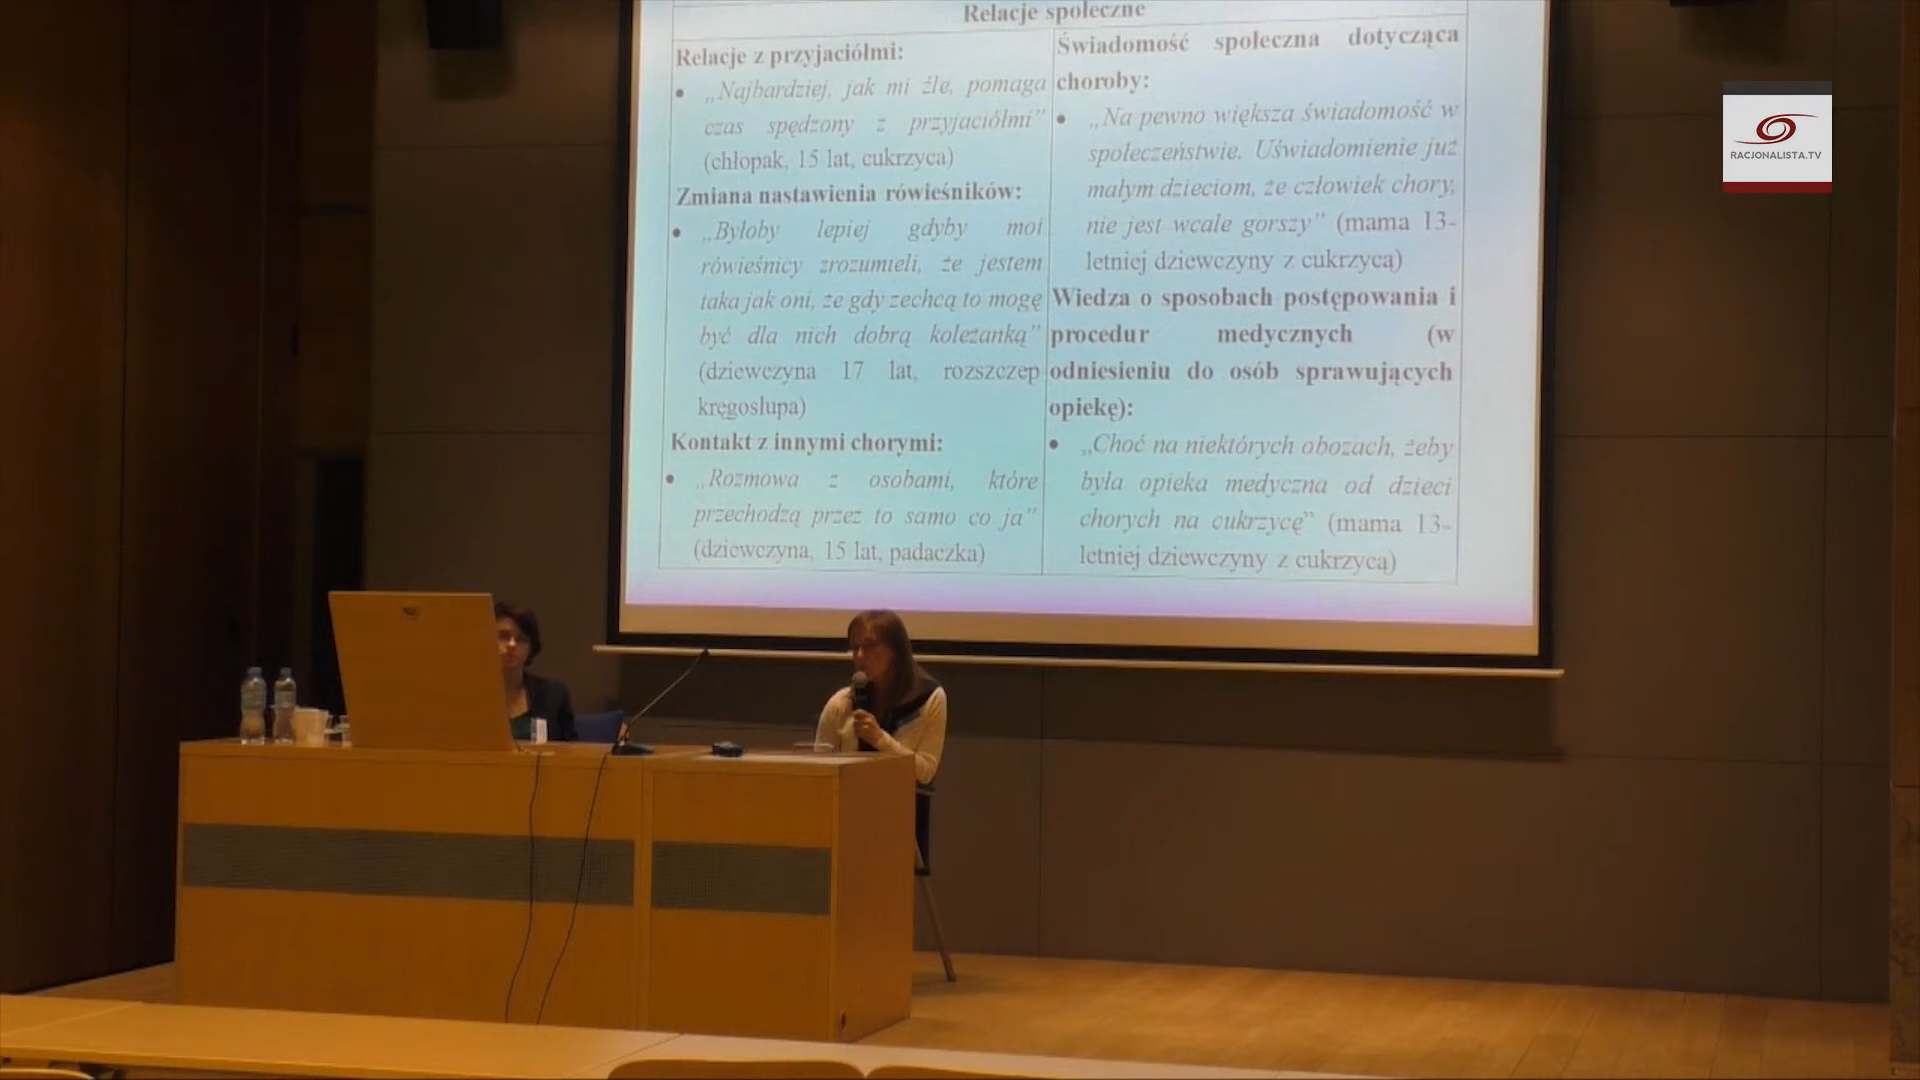 Relacje społeczne
Relacje z przyjaciółmi:
• „Najbardziej, jak mi źle, pomaga
czas spędzony z przyjaciółmi”
(chłopak, 15 lat, cukrzyca)
Zmiana nastawienia rówieśników:
• „Byłoby lepiej gdyby moi
rówieśnicy zrozumieli, że jestem
taka jak oni, że gdy zechcą to mogę
być dla nich dobrą koleżanką”
(dziewczyna 17 lat, rozszczep
kręgosłupa)
Kontakt z innymi chorymi:
• „Rozmowa z osobami, które
przechodzą przez to samo co ja”
(dziewczyna, 15 lat, padaczka)
Świadomość społeczna dotycząca
choroby:
• „Na pewno większa świadomość w
społeczeństwie. Uświadomienie już
małym dzieciom, że człowiek chory,
nie jest wcale gorszy” (mama 13-
letniej dziewczyny z cukrzycą)
Wiedza o sposobach postępowania i
procedur medycznych (w
odniesieniu do osób sprawujących
opiekę):
• „Choć na niektórych obozach, żeby
była opieka medyczna od dzieci
chorych na cukrzycę” (mama 13-
letniej dziewczyny z cukrzycą)
RACJONALISTA.TV